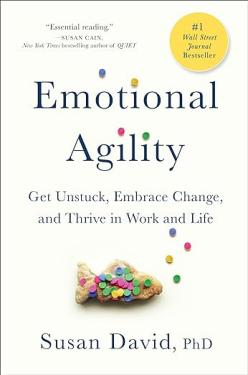 "Essential reading."
—SUSAN CAIN,
New York Times bestselling author of QUIET
#1
Wall Street
Journal
Bestseller
Emotional
Agility
Get Unstuck, Embrace Change,
and Thrive in Work and Life
Susan David, PhD